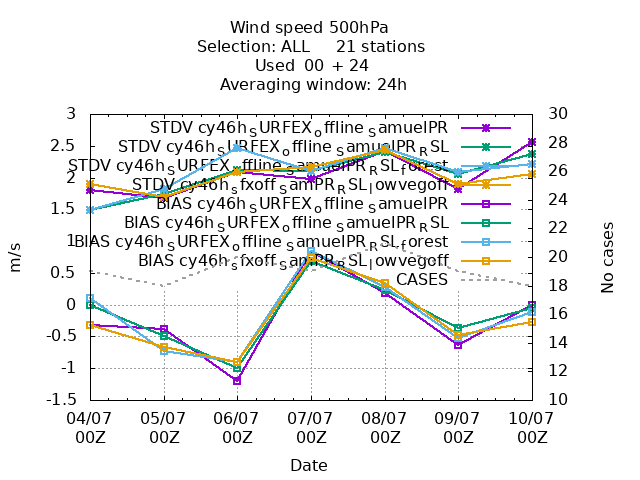 Wind speed 500hPa
Selection: ALL 21 stations
Used 00 + 24
Averaging window: 24h
3 30
STDV cy46h_SURFEX_offline_SamuelPR
2.5 STDV cy46h_SURFEX_offline_SamuelPR_RSL 28
STDV cy46h_SURFEX_offline_SamuelPR_RSL_forest
2 26
STDV cy46h_sfxoff_SamPR_RSL_lowvegoff
1.5 BIAS cy46h_SURFEX_offline_SamuelPR 24
BIAS cy46h_SURFEX_offline_SamuelPR_RSL 22
1 BIAS cy46h_SURFEX_offline_SamuelPR_RSL_forest
BIAS cy46h_sfxoff_SamPR_RSL_lowvegoff 20
0.5 CASES 18
m/s
No cases
0 16
-0.5 14
-1 12
-1.5 10
04/07 05/07 06/07 07/07 08/07 09/07 10/07
00Z 00Z 00Z 00Z 00Z 00Z 00Z
Date